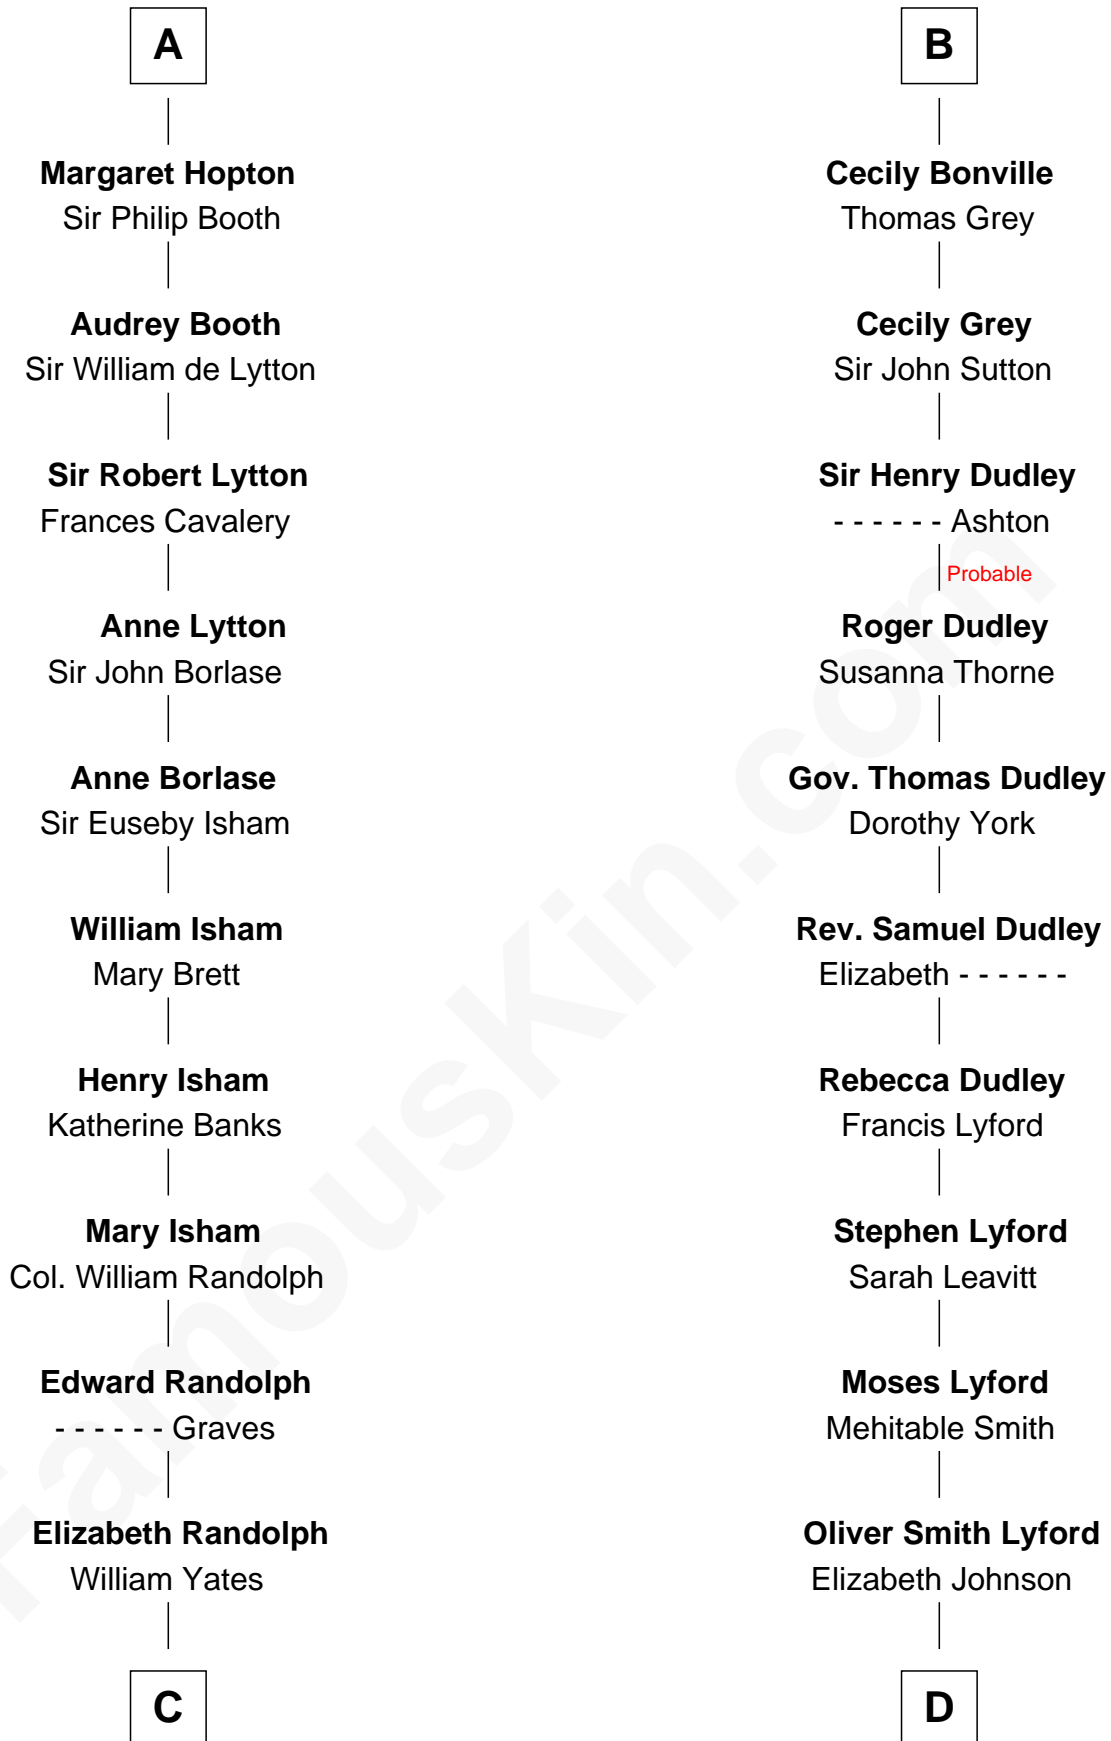 A
Margaret Hopton
Sir Philip Booth
Audrey Booth
Sir William de Lytton
Sir Robert Lytton
Frances Cavalery
Anne Lytton
Sir John Borlase
Anne Borlase
Sir Euseby Isham
William Isham
Mary Brett
Henry Isham
Katherine Banks
Mary Isham
Col. William Randolph
Edward Randolph
- - - - - - Graves
Elizabeth Randolph
William Yates
C
B
Cecily Bonville
Thomas Grey
Cecily Grey
Sir John Sutton
Sir Henry Dudley
- - - - - - Ashton
Probable
Roger Dudley
Susanna Thorne
Gov. Thomas Dudley
Dorothy York
Rev. Samuel Dudley
Elizabeth - - - - - -
Rebecca Dudley
Francis Lyford
Stephen Lyford
Sarah Leavitt
Moses Lyford
Mehitable Smith
Oliver Smith Lyford
Elizabeth Johnson
D
FamousKin.com